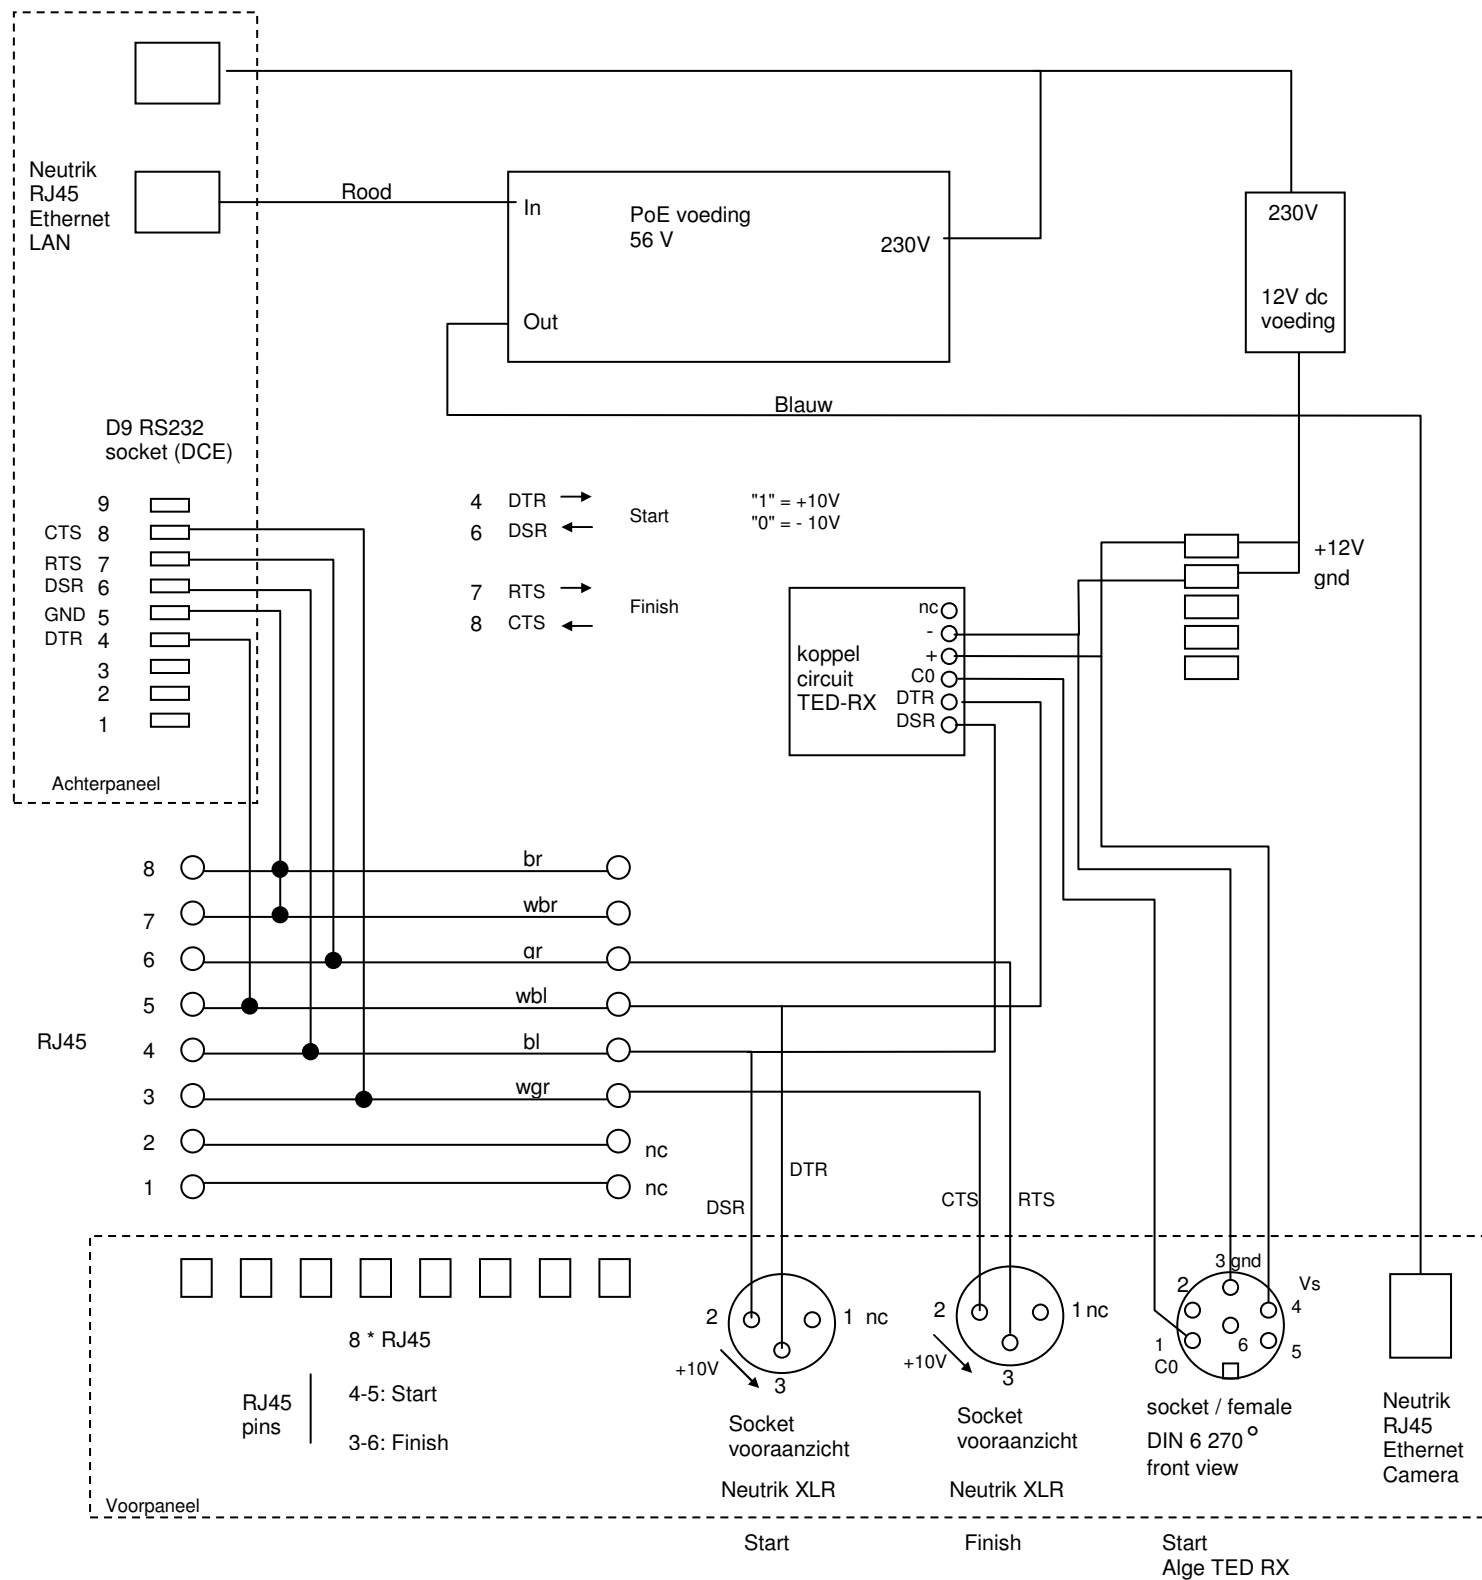 Neutrik
RJ45
Ethernet
LAN
Rood
In
PoE voeding
56 V
230V
Out
230V
12V dc
voeding
Blauw
D9 RS232
socket (DCE)
9
CTS 8
RTS 7
DSR 6
GND 5
DTR 4
3
2
1
Achterpaneel
4 DTR
6 DSR
Start
"1" = +10V
"0" = - 10V
7 RTS
8 CTS
Finish
koppel
circuit
TED-RX
nc
-
+
C0
DTR
DSR
+12V
gnd
RJ45
8 br
7 wbr
6 gr
5 wbl
4 bl
3 wgr
2 nc
1 nc
DSR
DTR
CTS
RTS
8 * RJ45
RJ45
pins
4-5: Start
3-6: Finish
Voorpaneel
2
1 nc
+10V
3
Socket
vooraanzicht
Neutrik XLR
Start
2
1 nc
+10V
3
Socket
vooraanzicht
Neutrik XLR
Finish
3 gnd
2
Vs
4
1
C0
6
5
socket / female
DIN 6 270°
front view
Start
Alge TED RX
Neutrik
RJ45
Ethernet
Camera